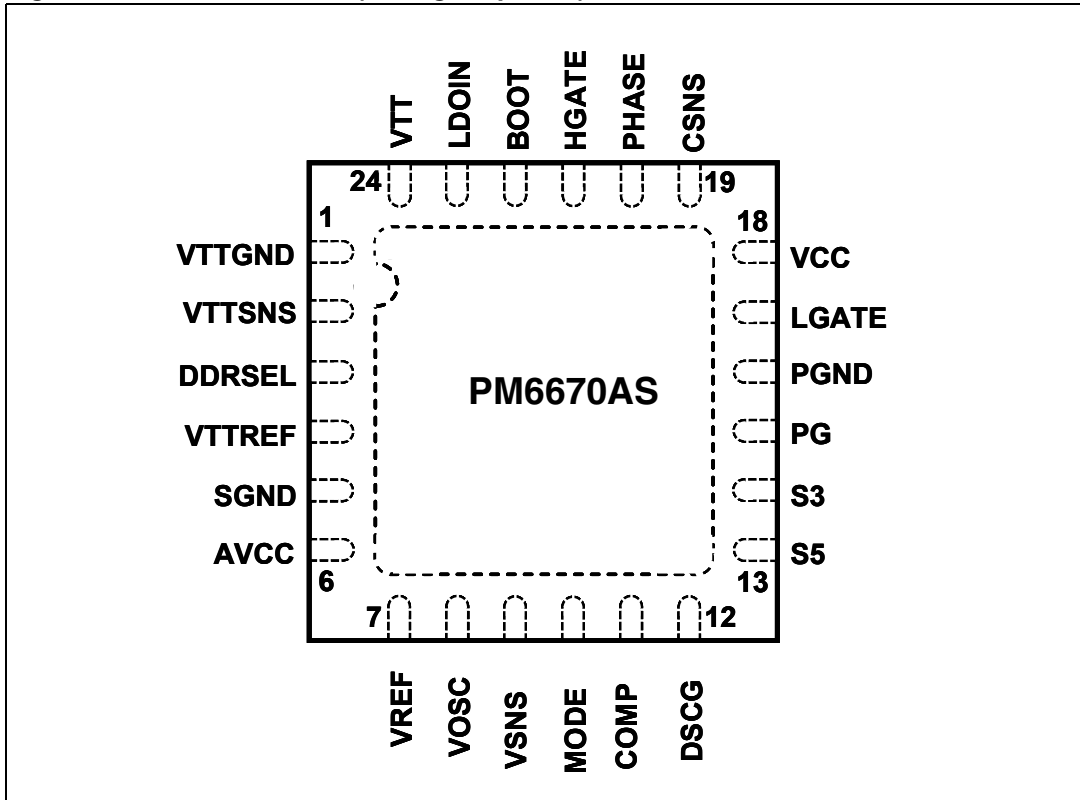 VTT
LDOIN
BOOT
HGATE
PHASE
CSNS
24
19
1
18
VTTGND
VCC
VTTSNS
LGATE
DDRSEL
PGND
PM6670AS
VTTREF
PG
SGND
S3
AVCC
S5
6
13
7
12
VREF
VOSC
VSNS
MODE
COMP
DSCG